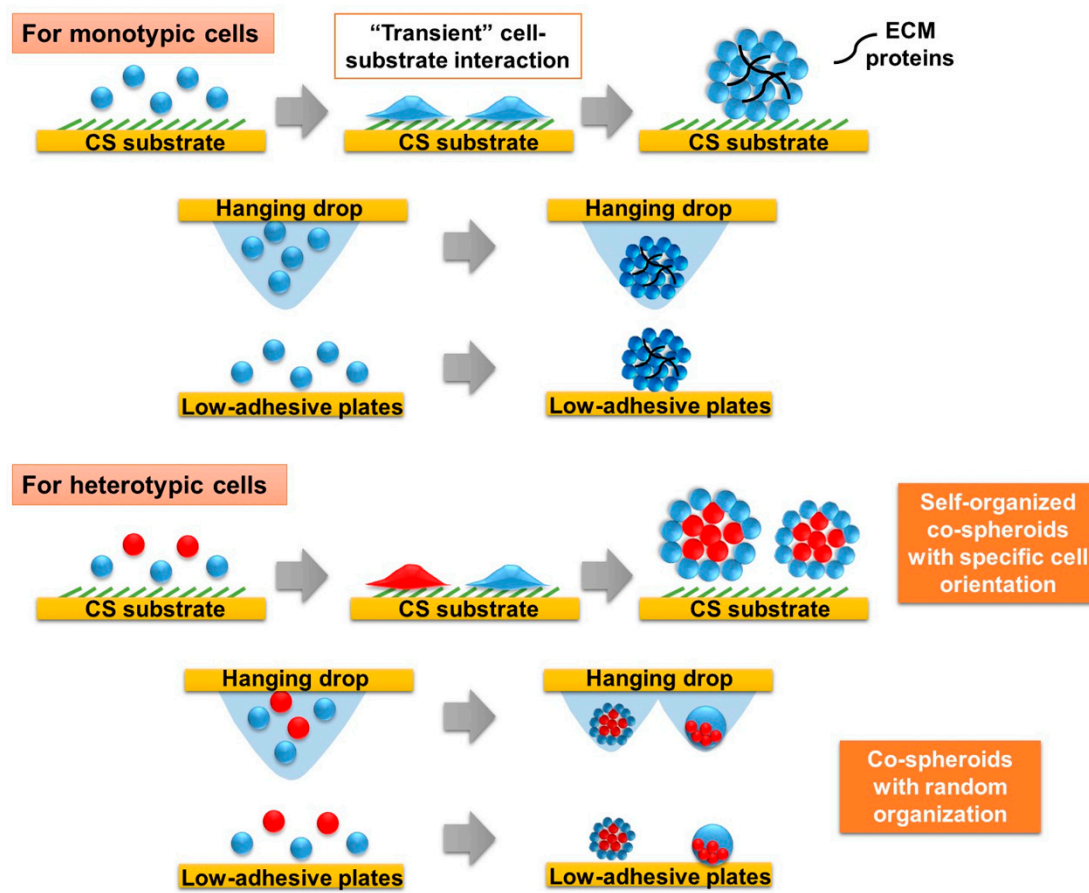 For monotypic cells
“Transient” cell-
substrate interaction
ECM
proteins
CS substrate
CS substrate
CS substrate
Hanging drop
Hanging drop
Low-adhesive plates
Low-adhesive plates
For heterotypic cells
Self-organized
co-spheroids
with specific cell
orientation
CS substrate
CS substrate
CS substrate
Hanging drop
Hanging drop
Co-spheroids
with random
organization
Low-adhesive plates
Low-adhesive plates